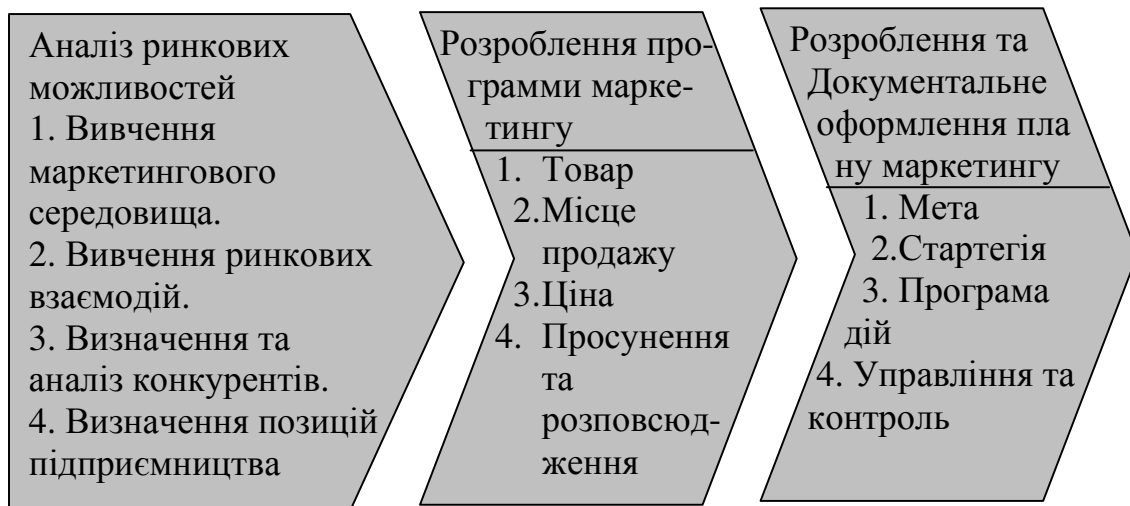 Аналіз ринкових
можливостей
1. Вивчення
маркетингового
середовища.
2. Вивчення ринкових
взаємодій.
3. Визначення та
аналіз конкурентів.
4. Визначення позицій
підприємництва
Розроблення про-
грамми марке-
тингу
1. Товар
2.Місце
продажу
3.Ціна
4. Просунення
та
розповсюд-
ження
Розроблення та
Документальне
оформлення пла
ну маркетингу
1. Мета
2.Стартегія
3. Програма
дій
4. Управління та
контроль